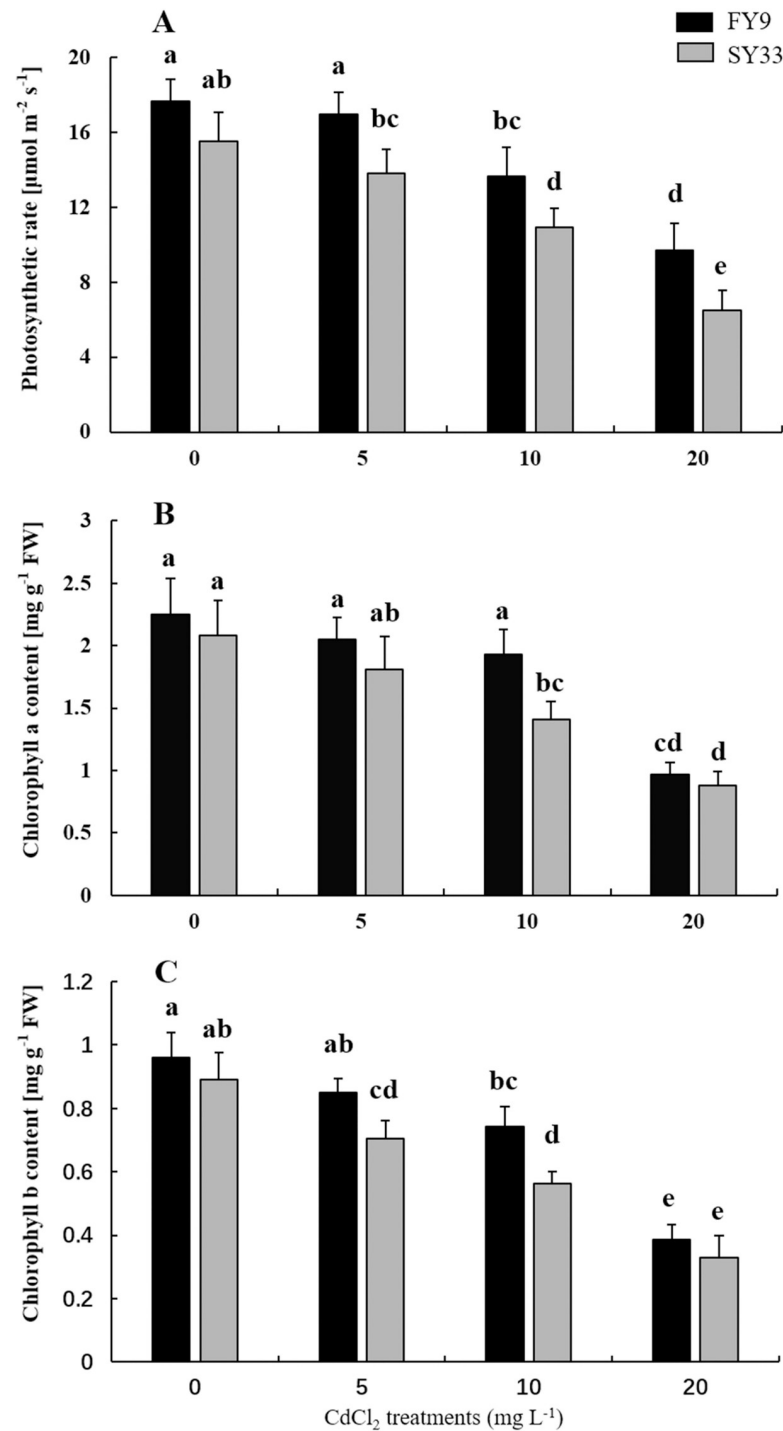 A
FY9
SY33
Photosynthetic rate [μmol m⁻² s⁻¹]
20
16
12
8
4
0
a
ab
a
bc
bc
d
d
e
0
5
10
20
B
Chlorophyll a content [mg g⁻¹ FW]
3
2.5
2
1.5
1
0.5
0
a
a
a
ab
a
bc
cd
d
0
5
10
20
C
Chlorophyll b content [mg g⁻¹ FW]
1.2
1
0.8
0.6
0.4
0.2
0
a
ab
ab
cd
bc
d
e
e
0
5
10
20
CdCl₂ treatments (mg L⁻¹)